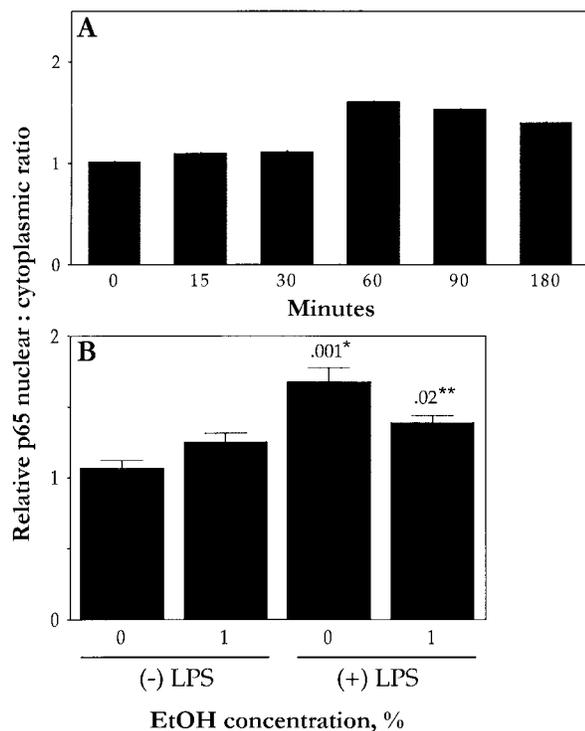 A
Relative p65 nuclear : cytoplasmic ratio
2
1
0
0 15 30 60 90 180
Minutes
B
2
1
0
.001*
.02**
0 1 0 1
(-) LPS (+) LPS
EtOH concentration, %